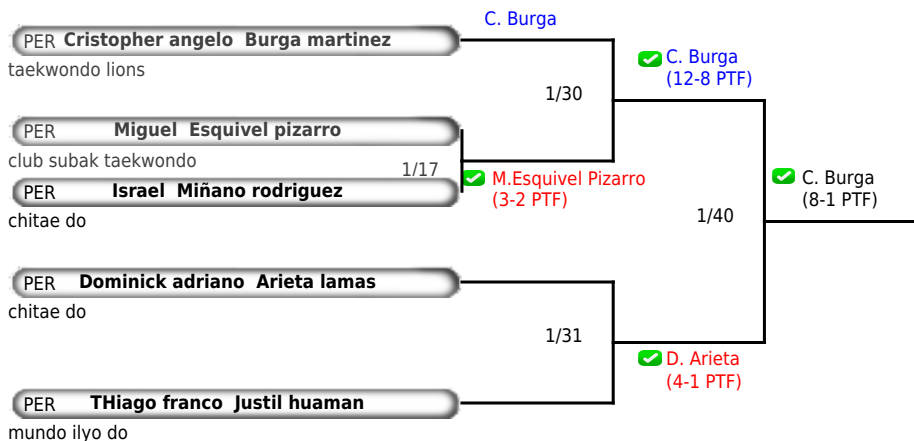 C. Burga
PER Cristopher angelo Burga martinez
taekwondo lions
C. Burga
(12-8 PTF)
1/30
PER Miguel Esquivel pizarro
club subak taekwondo
1/17
M.Esquivel Pizarro
(3-2 PTF)
C. Burga
(8-1 PTF)
PER Israel Miñano rodriguez
chitae do
1/40
PER Dominick adriano Arieta lamas
chitae do
1/31
D. Arieta
(4-1 PTF)
PER THiago franco Justil huaman
mundo ilyo do